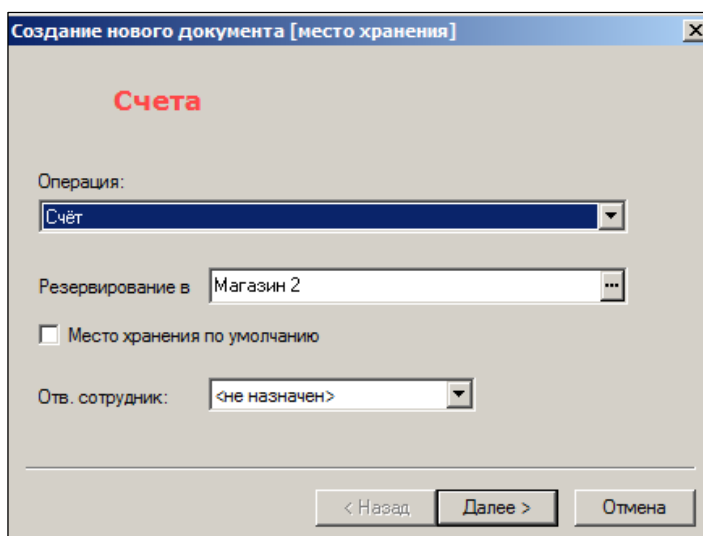 Создание нового документа [место хранения]
Счета
Операция:
Счёт
Резервирование в Магазин 2 ...
Место хранения по умолчанию
Отв. сотрудник: <не назначен>
< Назад Далее > Отмена